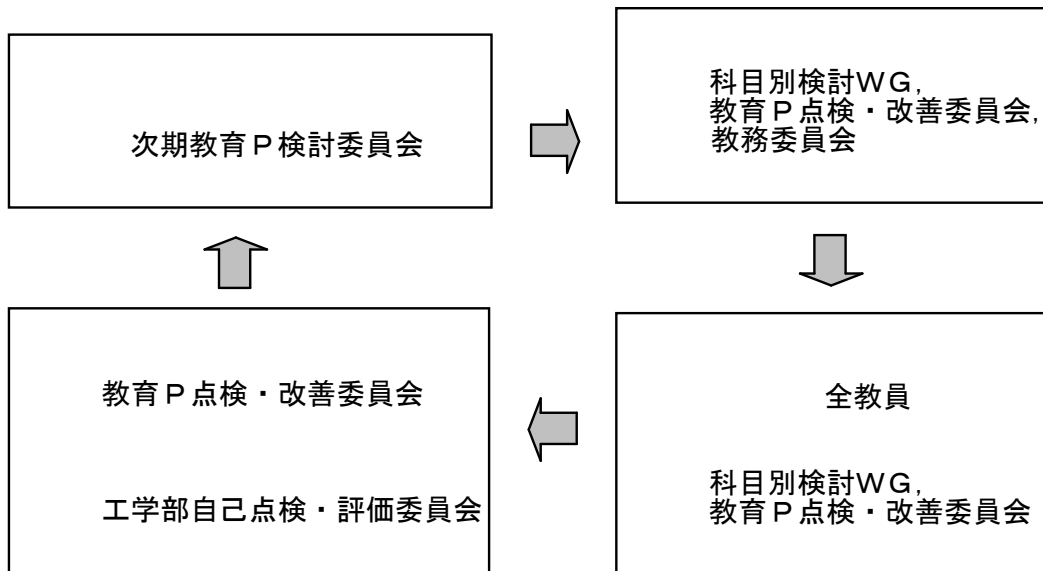 次期教育Ｐ検討委員会
科目別検討ＷＧ,
教育Ｐ点検・改善委員会,
教務委員会
教育Ｐ点検・改善委員会
工学部自己点検・評価委員会
全教員
科目別検討ＷＧ,
教育Ｐ点検・改善委員会